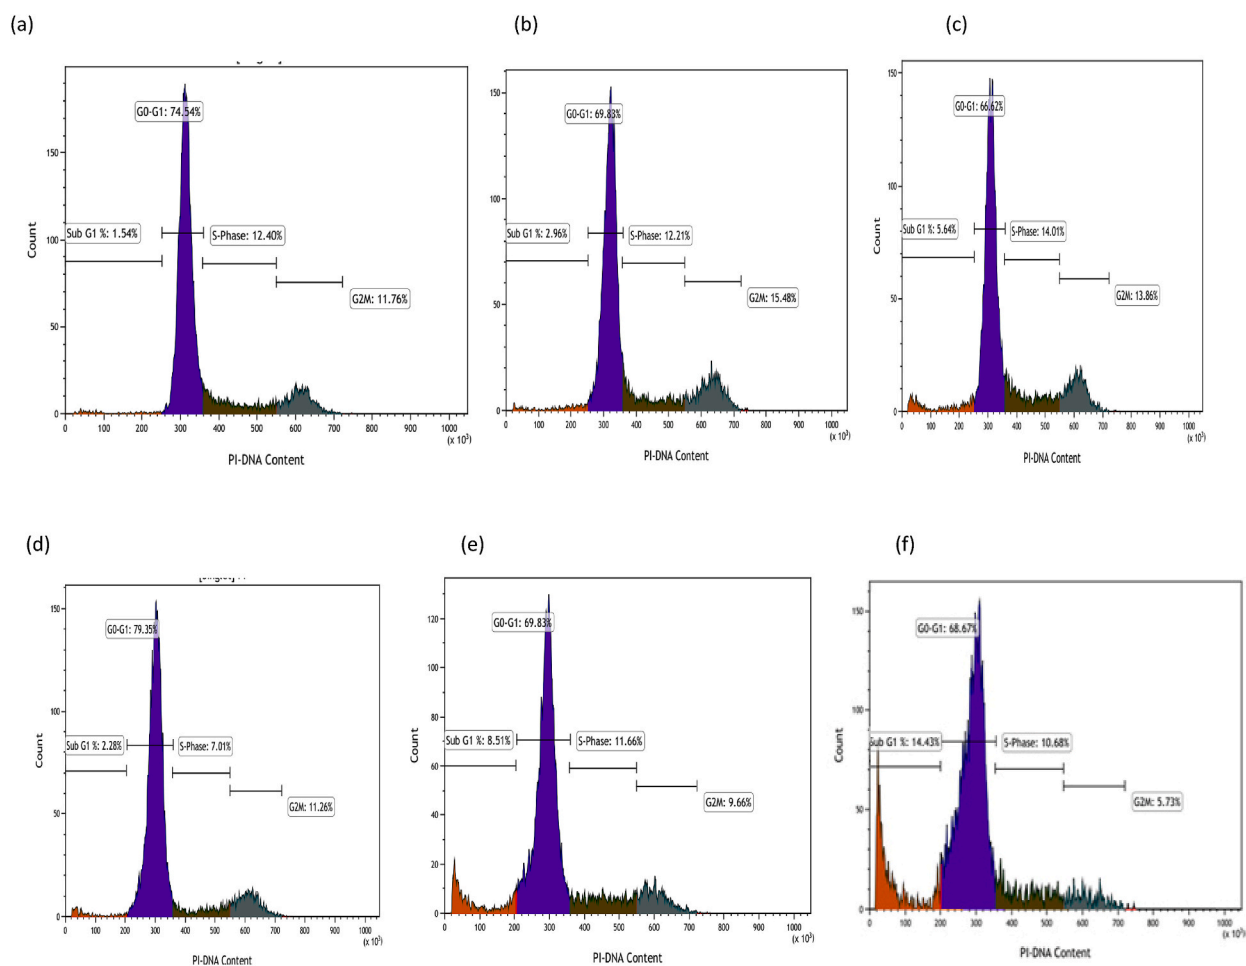 (a)
(b)
(c)
G0-G1: 74.54%
Sub G1 %: 1.54%
S-Phase: 12.40%
G2M: 11.76%
Count
150
100
50
0
0 100 200 300 400 500 600 700 800 900 1000
(x 10³)
PI-DNA Content
G0-G1: 69.83%
Sub G1 %: 2.96%
S-Phase: 12.21%
G2M: 15.48%
Count
150
100
50
0
0 100 200 300 400 500 600 700 800 900 1000
(x 10³)
PI-DNA Content
G0-G1: 66.62%
Sub G1 %: 5.64%
S-Phase: 14.01%
G2M: 13.86%
Count
150
100
50
0
0 100 200 300 400 500 600 700 800 900 1000
(x 10³)
PI-DNA Content
(d)
(e)
(f)
G0-G1: 79.35%
Sub G1 %: 2.28%
S-Phase: 7.01%
G2M: 11.26%
Count
150
100
50
0
0 100 200 300 400 500 600 700 800 900 1000
(x 10³)
PI-DNA Content
G0-G1: 69.83%
Sub G1 %: 8.51%
S-Phase: 11.66%
G2M: 9.66%
Count
120
100
80
60
40
20
0
0 100 200 300 400 500 600 700 800 900 1000
(x 10³)
PI-DNA Content
G0-G1: 68.67%
Sub G1 %: 14.43%
S-Phase: 10.68%
G2M: 5.73%
Count
150
100
50
0
0 100 200 300 400 500 600 700 800 900 1000
(x 10³)
PI-DNA Content